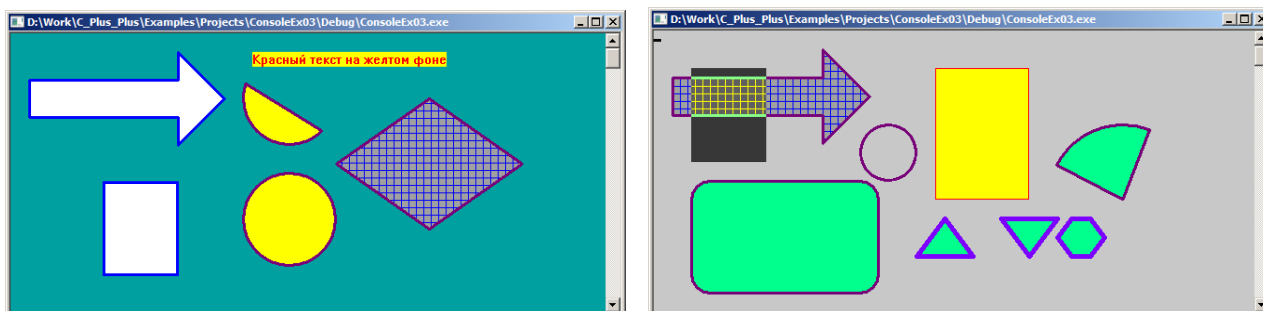 D:\Work\C_Plus_Plus\Examples\Projects\ConsoleEx03\Debug\ConsoleEx03.exe
Красный текст на желтом фоне
D:\Work\C_Plus_Plus\Examples\Projects\ConsoleEx03\Debug\ConsoleEx03.exe